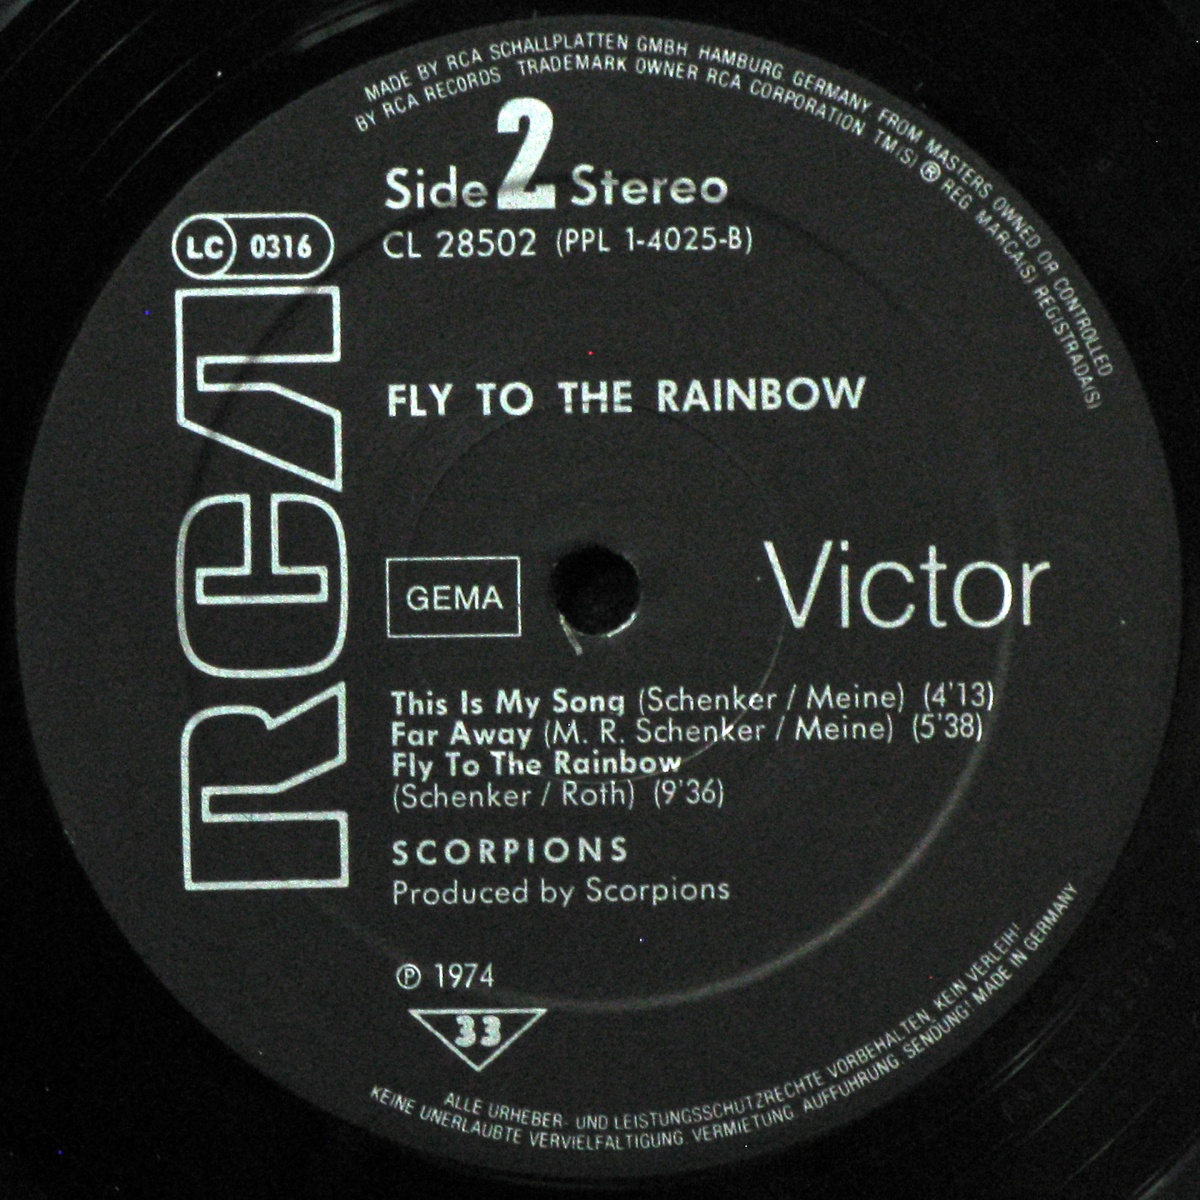 MADE BY RCA SCHALLPLATTEN GMBH. HAMBURG. GERMANY FROM MASTERS OWNED OR CONTROLLED
BY RCA RECORDS TRADEMARK OWNER RCA CORPORATION TM(S) ® REG MARCA(S) REGISTRADA(S)
Side 2 Stereo
LC 0316
CL 28502 (PPL 1-4025-B)
RCA
FLY TO THE RAINBOW
GEMA
Victor
This Is My Song (Schenker / Meine) (4'13)
Far Away (M. R. Schenker / Meine) (5'38)
Fly To The Rainbow
(Schenker / Roth) (9'36)
SCORPIONS
Produced by Scorpions
℗ 1974
33
ALLE URHEBER- UND LEISTUNGSSCHUTZRECHTE VORBEHALTEN. KEIN VERLEIH!
KEINE UNERLAUBTE VERVIELFALTIGUNG. VERMIETUNG. AUFFUHRUNG. SENDUNG! MADE IN GERMANY